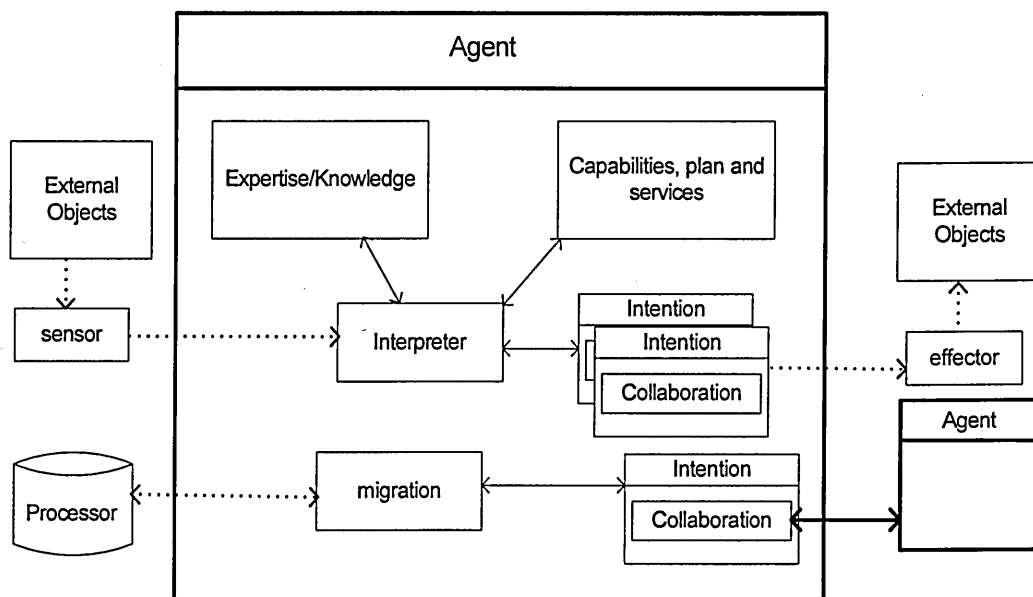 Agent
Expertise/Knowledge
Capabilities, plan and
services
External
Objects
External
Objects
sensor
Interpreter
Intention
Intention
Collaboration
effector
Agent
Processor
migration
Intention
Collaboration